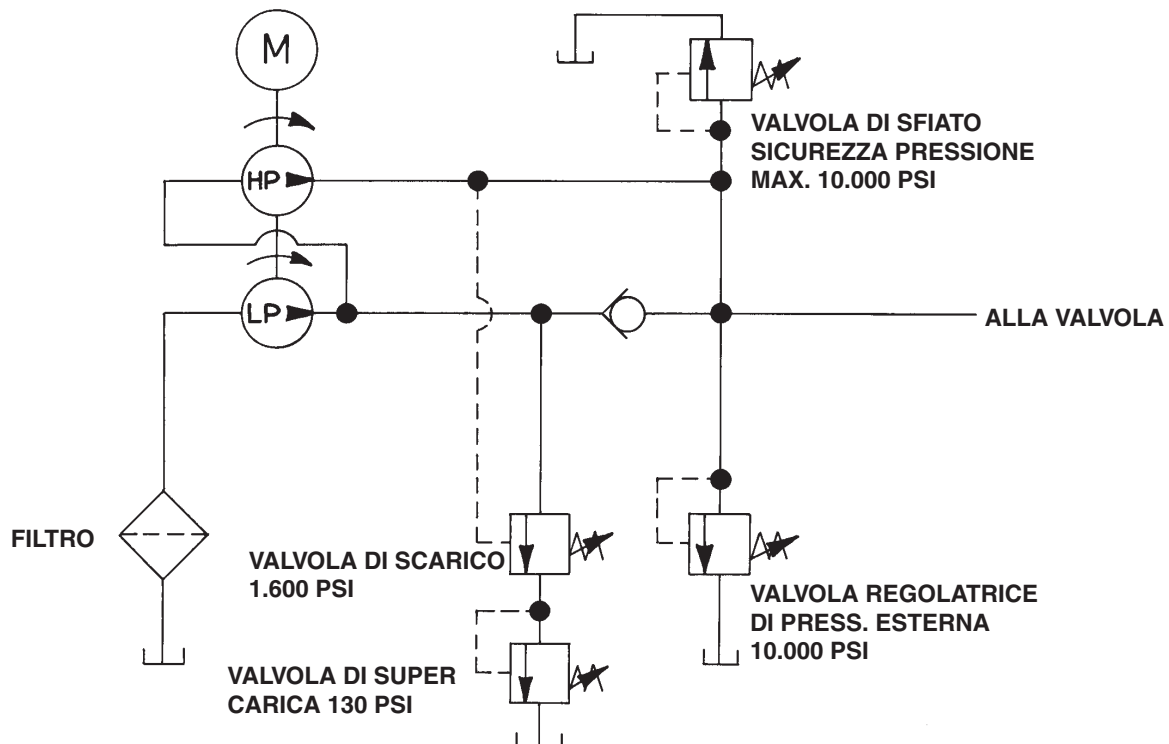 M
VALVOLA DI SFIATO
SICUREZZA PRESSIONE
MAX. 10.000 PSI
HP
LP
ALLA VALVOLA
FILTRO
VALVOLA DI SCARICO
1.600 PSI
VALVOLA REGOLATRICE
DI PRESS. ESTERNA
10.000 PSI
VALVOLA DI SUPER
CARICA 130 PSI